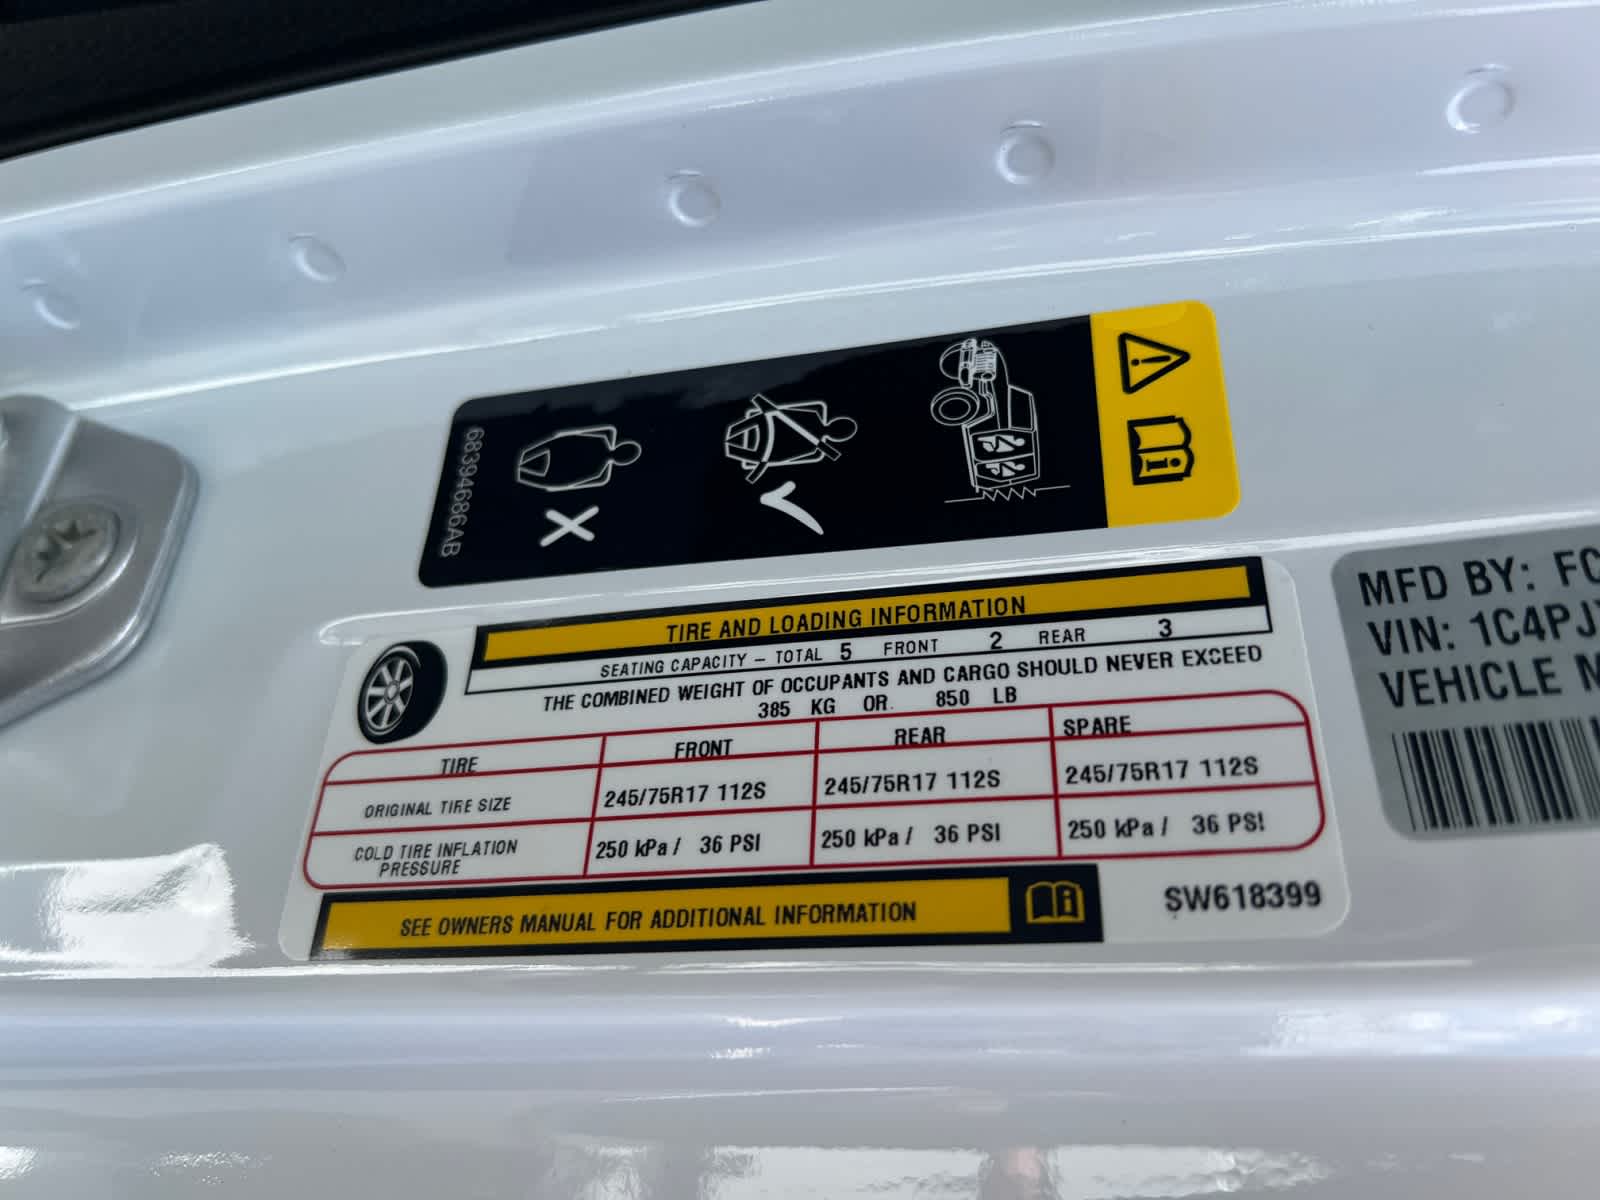 68394686AB
TIRE AND LOADING INFORMATION
SEATING CAPACITY – TOTAL 5 FRONT 2 REAR 3
THE COMBINED WEIGHT OF OCCUPANTS AND CARGO SHOULD NEVER EXCEED
385 KG OR 850 LB
TIRE FRONT REAR SPARE
ORIGINAL TIRE SIZE 245/75R17 112S 245/75R17 112S 245/75R17 112S
COLD TIRE INFLATION
PRESSURE 250 kPa / 36 PSI 250 kPa / 36 PSI 250 kPa / 36 PSI
SEE OWNERS MANUAL FOR ADDITIONAL INFORMATION
SW618399
MFD BY: FC
VIN: 1C4PJ
VEHICLE M